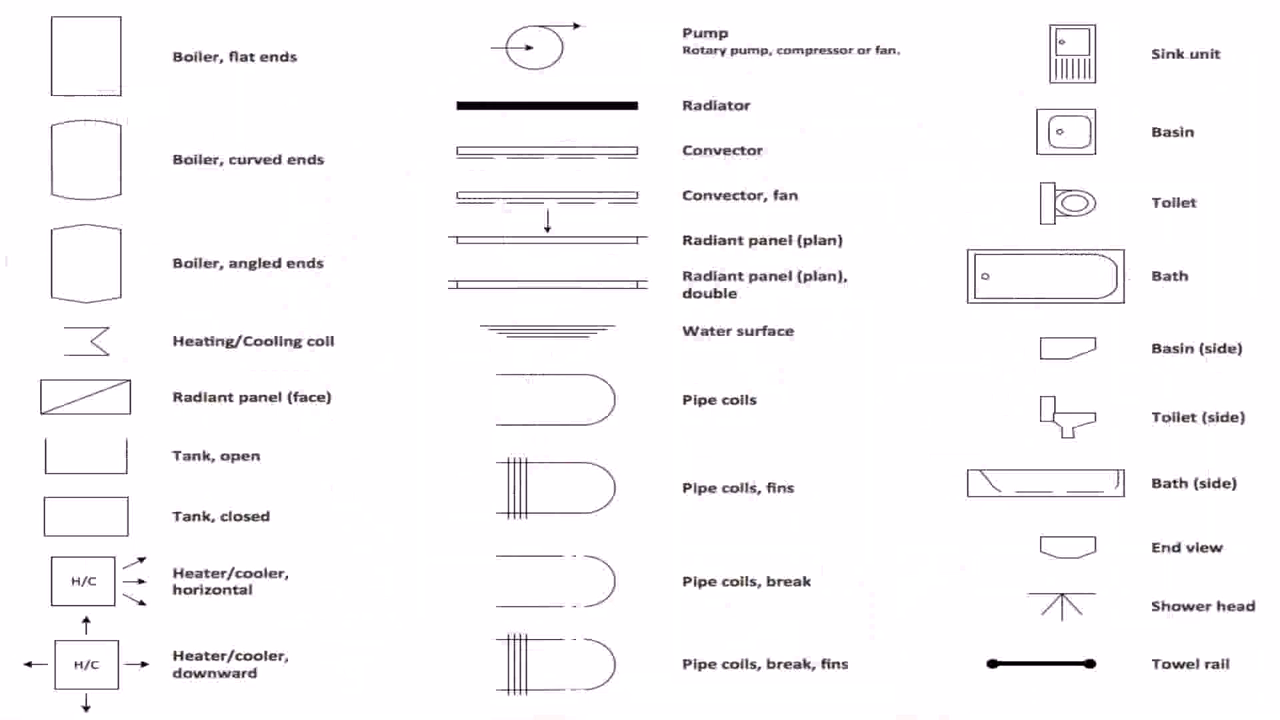 Boiler, flat ends
Boiler, curved ends
Boiler, angled ends
Heating/Cooling coil
Radiant panel (face)
Tank, open
Tank, closed
H/C
Heater/cooler,
horizontal
H/C
Heater/cooler,
downward
Pump
Rotary pump, compressor or fan.
Radiator
Convector
Convector, fan
Radiant panel (plan)
Radiant panel (plan),
double
Water surface
Pipe coils
Pipe coils, fins
Pipe coils, break
Pipe coils, break, fins
Sink unit
Basin
Toilet
Bath
Basin (side)
Toilet (side)
Bath (side)
End view
Shower head
Towel rail